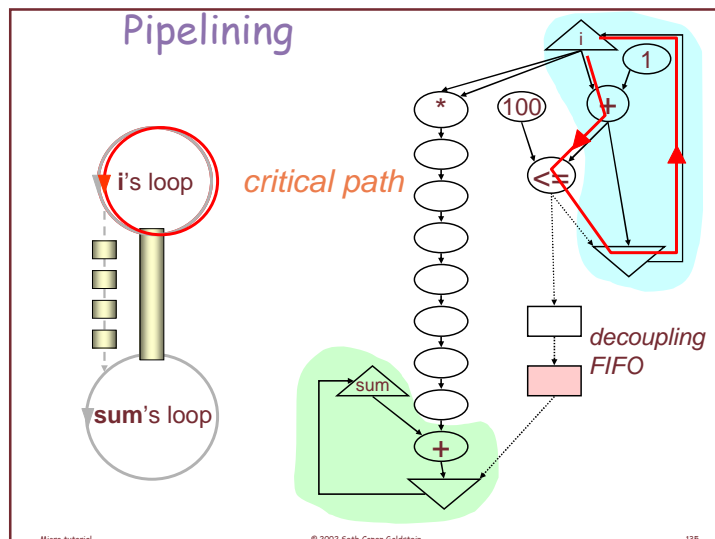 Pipelining
i
1
*
100
+
<=
i's loop
critical path
decoupling
FIFO
sum
sum's loop
+